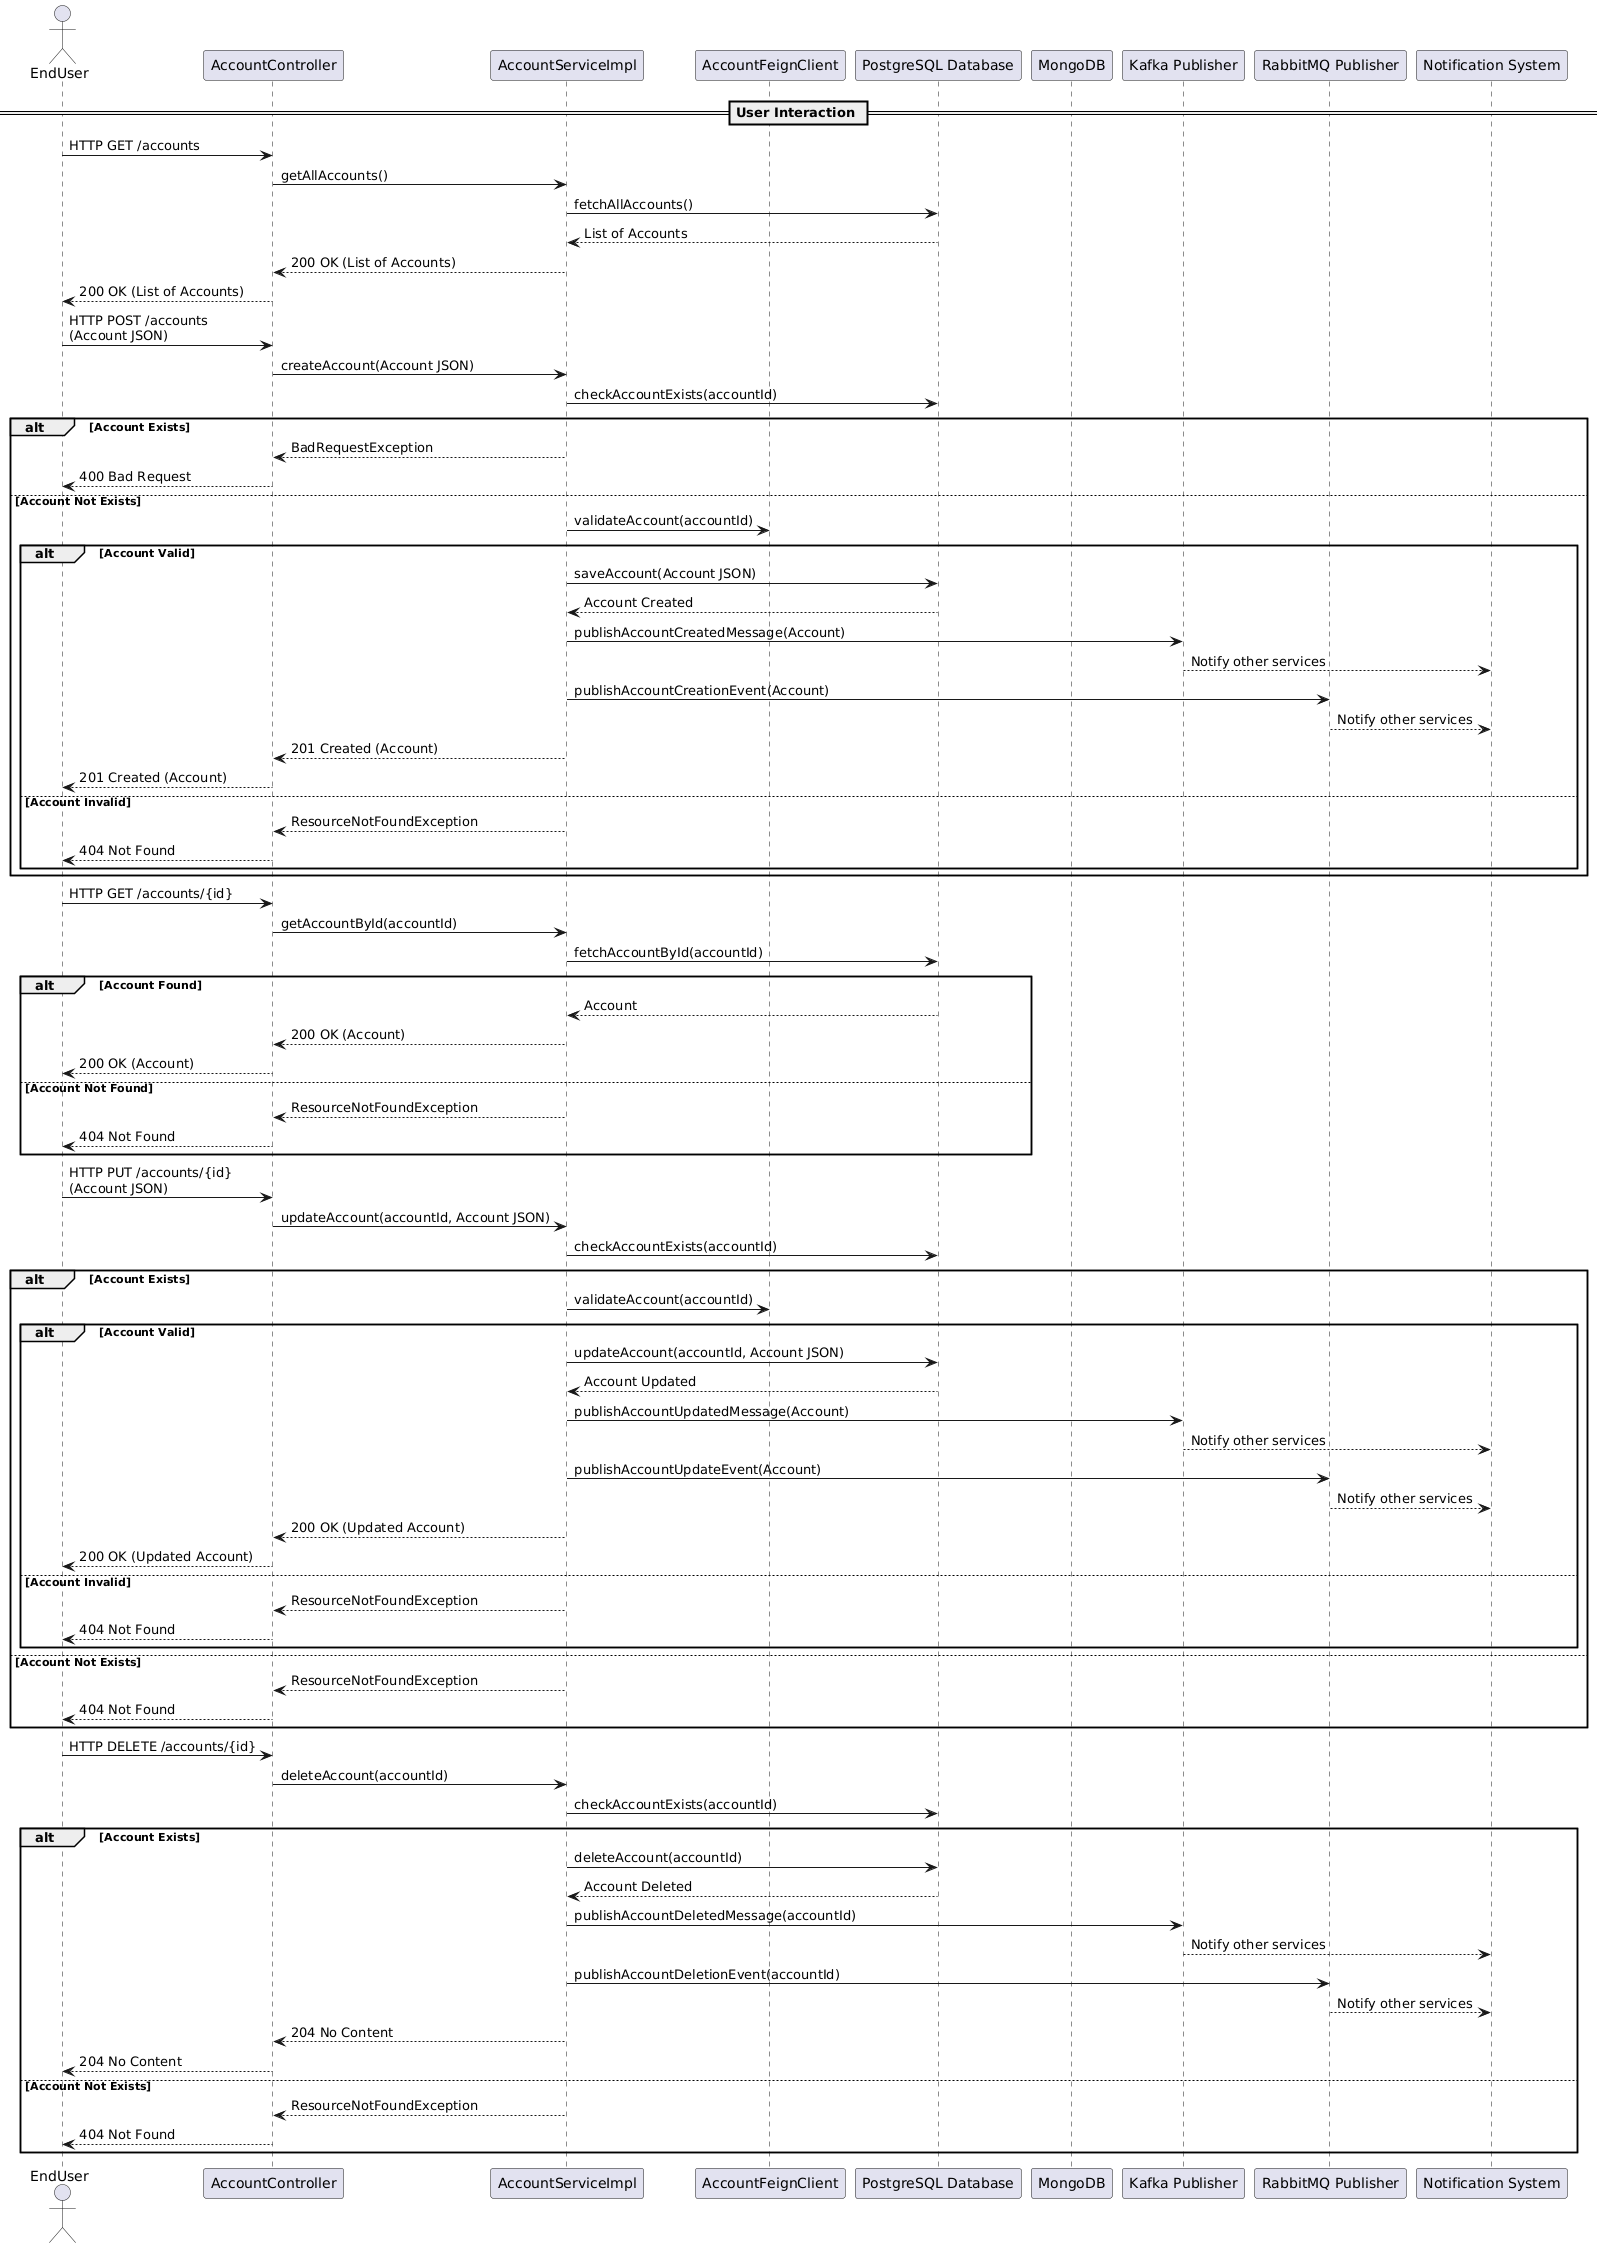 EndUser
AccountController
AccountServiceImpl
AccountFeignClient
PostgreSQL Database
MongoDB
Kafka Publisher
RabbitMQ Publisher
Notification System
User Interaction
HTTP GET /accounts
getAllAccounts()
fetchAllAccounts()
List of Accounts
200 OK (List of Accounts)
200 OK (List of Accounts)
HTTP POST /accounts
(Account JSON)
createAccount(Account JSON)
checkAccountExists(accountId)
alt [Account Exists]
BadRequestException
400 Bad Request
[Account Not Exists]
validateAccount(accountId)
alt [Account Valid]
saveAccount(Account JSON)
Account Created
publishAccountCreatedMessage(Account)
Notify other services
publishAccountCreationEvent(Account)
Notify other services
201 Created (Account)
201 Created (Account)
[Account Invalid]
ResourceNotFoundException
404 Not Found
HTTP GET /accounts/{id}
getAccountById(accountId)
fetchAccountById(accountId)
alt [Account Found]
Account
200 OK (Account)
200 OK (Account)
[Account Not Found]
ResourceNotFoundException
404 Not Found
HTTP PUT /accounts/{id}
(Account JSON)
updateAccount(accountId, Account JSON)
checkAccountExists(accountId)
alt [Account Exists]
validateAccount(accountId)
alt [Account Valid]
updateAccount(accountId, Account JSON)
Account Updated
publishAccountUpdatedMessage(Account)
Notify other services
publishAccountUpdateEvent(Account)
Notify other services
200 OK (Updated Account)
200 OK (Updated Account)
[Account Invalid]
ResourceNotFoundException
404 Not Found
[Account Not Exists]
ResourceNotFoundException
404 Not Found
HTTP DELETE /accounts/{id}
deleteAccount(accountId)
checkAccountExists(accountId)
alt [Account Exists]
deleteAccount(accountId)
Account Deleted
publishAccountDeletedMessage(accountId)
Notify other services
publishAccountDeletionEvent(accountId)
Notify other services
204 No Content
204 No Content
[Account Not Exists]
ResourceNotFoundException
404 Not Found
EndUser
AccountController
AccountServiceImpl
AccountFeignClient
PostgreSQL Database
MongoDB
Kafka Publisher
RabbitMQ Publisher
Notification System